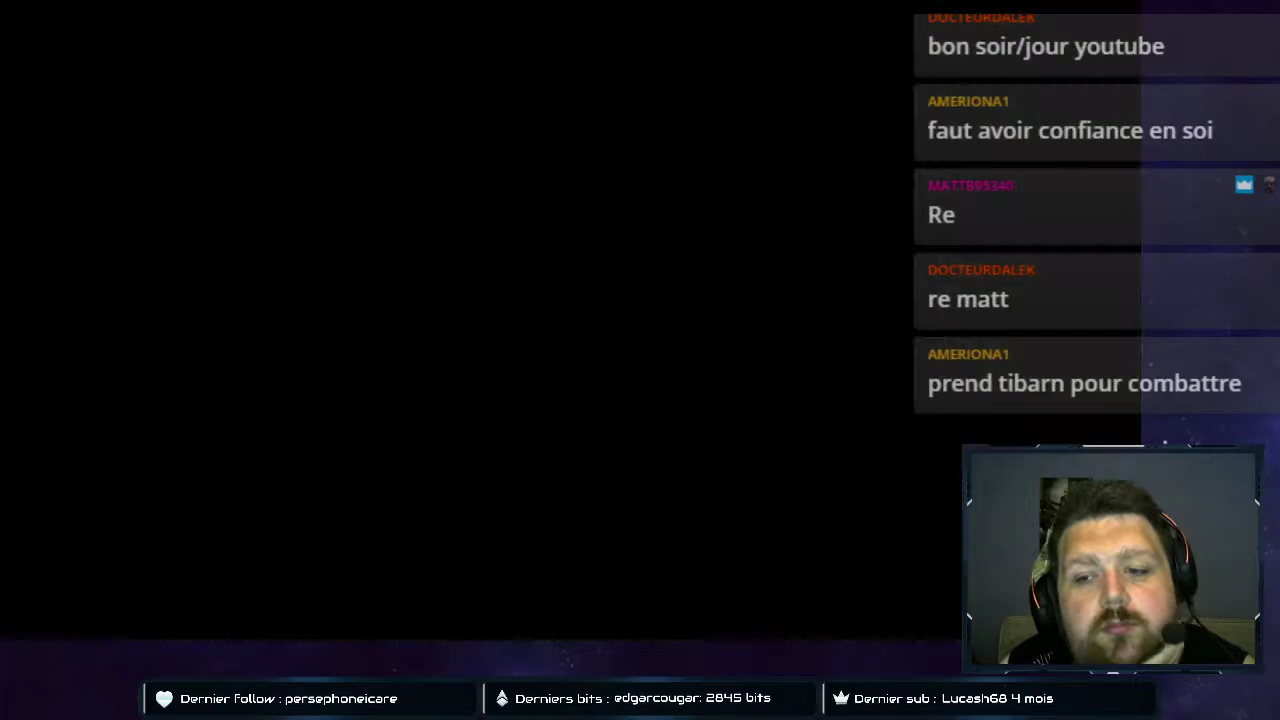 DOCTEURDALEK
bon soir/jour youtube
AMERIONA1
faut avoir confiance en soi
MATTB95340
Re
DOCTEURDALEK
re matt
AMERIONA1
prend tibarn pour combattre
Dernier follow : persephoneicare
Derniers bits : edgarcougar: 2845 bits
Dernier sub : Lucash68 4 mois